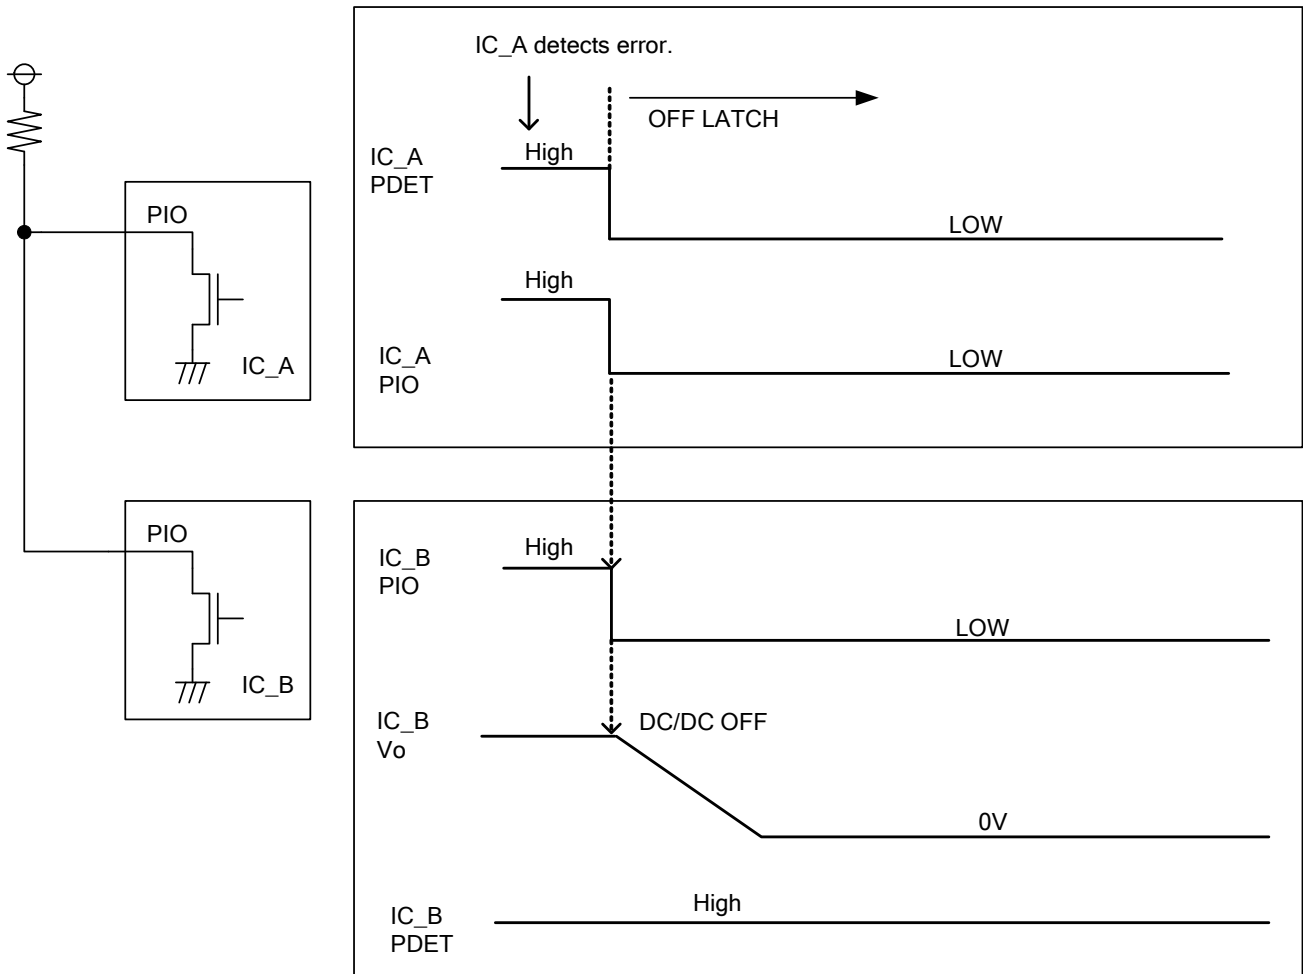 IC_A detects error.
OFF LATCH
High
IC_A
PDET
LOW
PIO
High
IC_A
IC_A
PIO
LOW
PIO
IC_B
High
IC_B
PIO
LOW
IC_B
Vo
DC/DC OFF
0V
High
IC_B
PDET